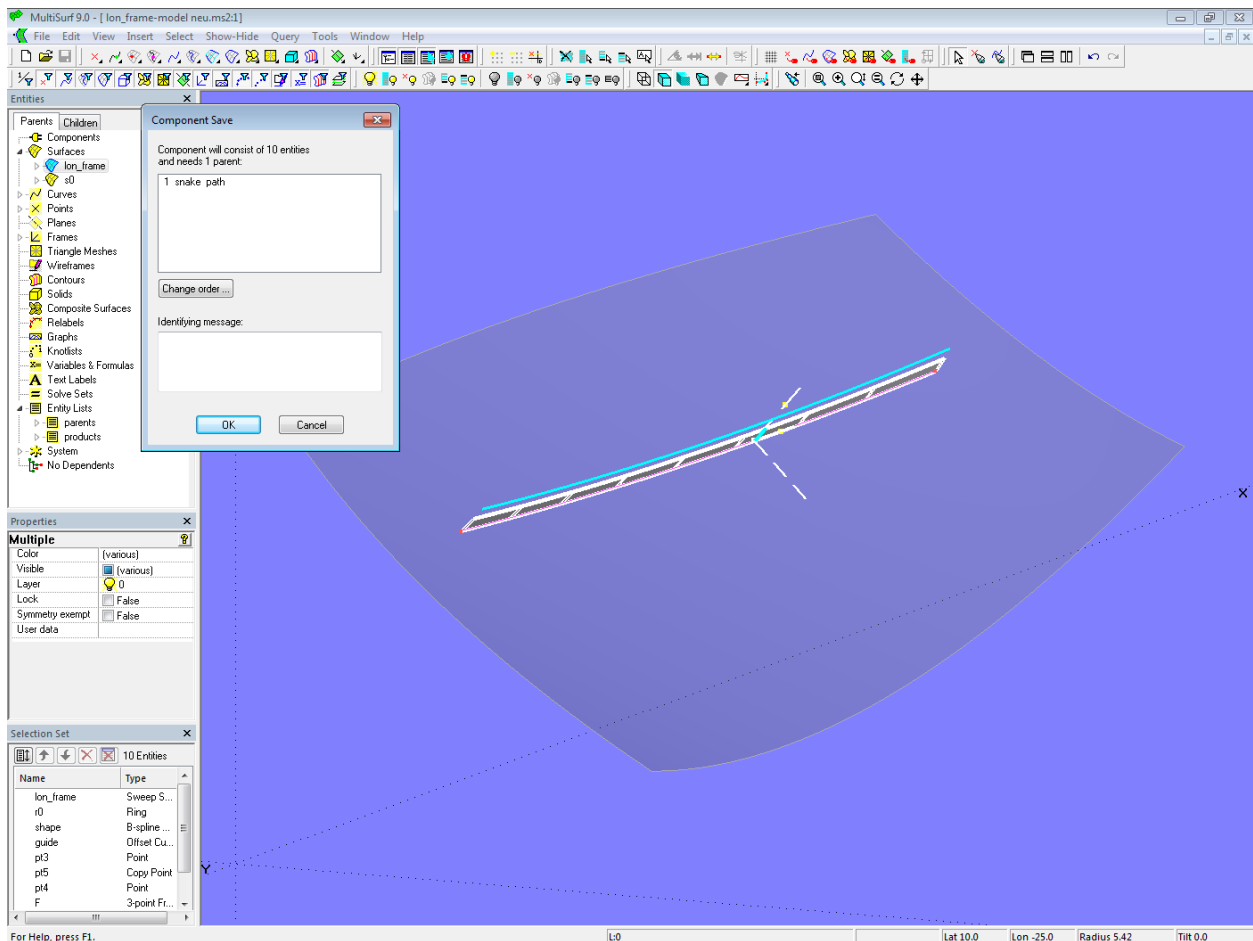 MultiSurf 9.0 - [ lon_frame-model neu.ms2:1]
File Edit View Insert Select Show-Hide Query Tools Window Help
Entities
Parents Children
Components
Surfaces
lon_frame
s0
Curves
Points
Planes
Frames
Triangle Meshes
Wireframes
Contours
Solids
Composite Surfaces
Relabels
Graphs
Knotlists
Variables & Formulas
Text Labels
Solve Sets
Entity Lists
parents
products
System
No Dependents
Component Save
Component will consist of 10 entities
and needs 1 parent:
1 snake path
Change order ...
Identifying message:
OK Cancel
Properties
Multiple
Color (various)
Visible (various)
Layer 0
Lock False
Symmetry exempt False
User data
Selection Set
10 Entities
Name Type
lon_frame Sweep S...
r0 Ring
shape B-spline ...
guide Offset Cu...
pt3 Point
pt5 Copy Point
pt4 Point
F 3-point Fr...
X
Y
For Help, press F1. L:0 Lat 10.0 Lon -25.0 Radius 5.42 Tilt 0.0